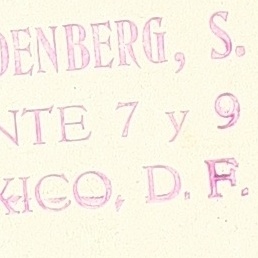 DENBERG, S.
NTE 7 y 9
XICO, D. F.